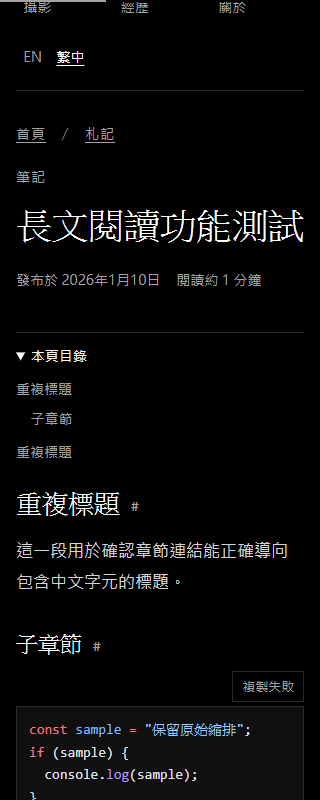 攝影 經歷 關於
EN 繁中
首頁 / 札記
筆記
長文閱讀功能測試
發布於 2026年1月10日 閱讀約 1 分鐘
▼ 本頁目錄
重複標題
子章節
重複標題
重複標題 #
這一段用於確認章節連結能正確導向
包含中文字元的標題。
子章節 #
複製失敗
const sample = "保留原始縮排";
if (sample) {
  console.log(sample);
}